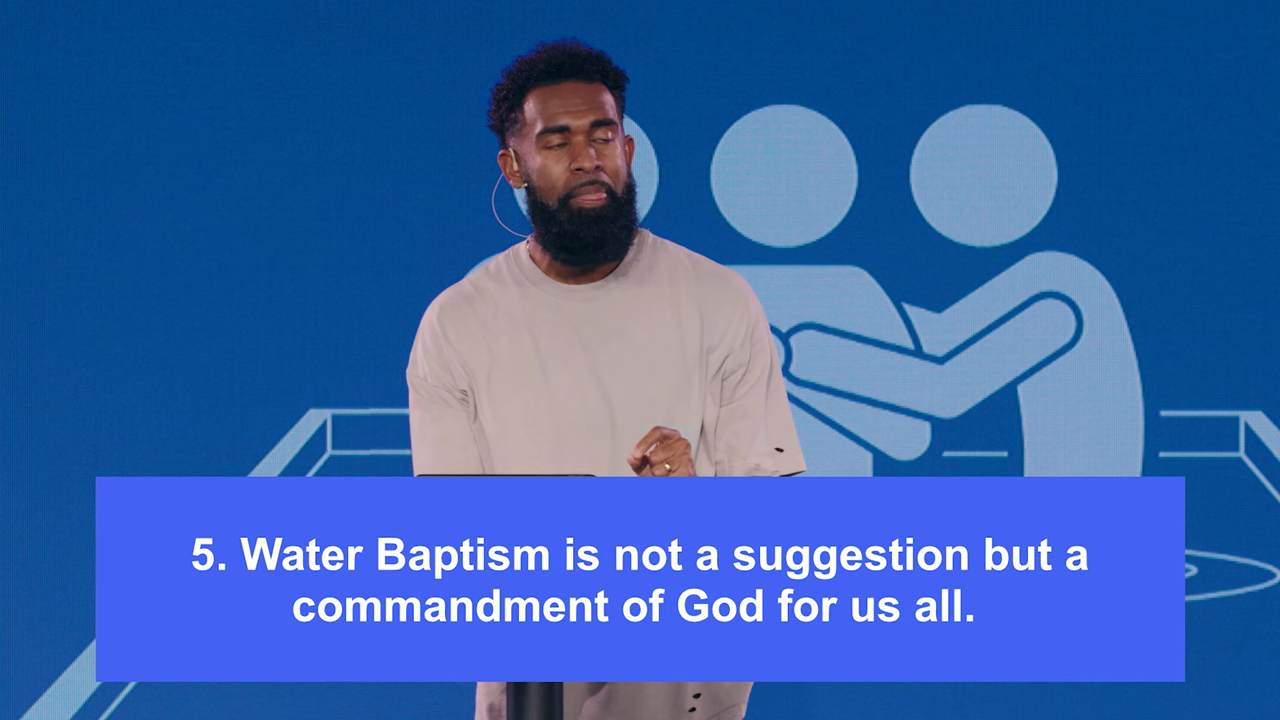 5. Water Baptism is not a suggestion but a
commandment of God for us all.